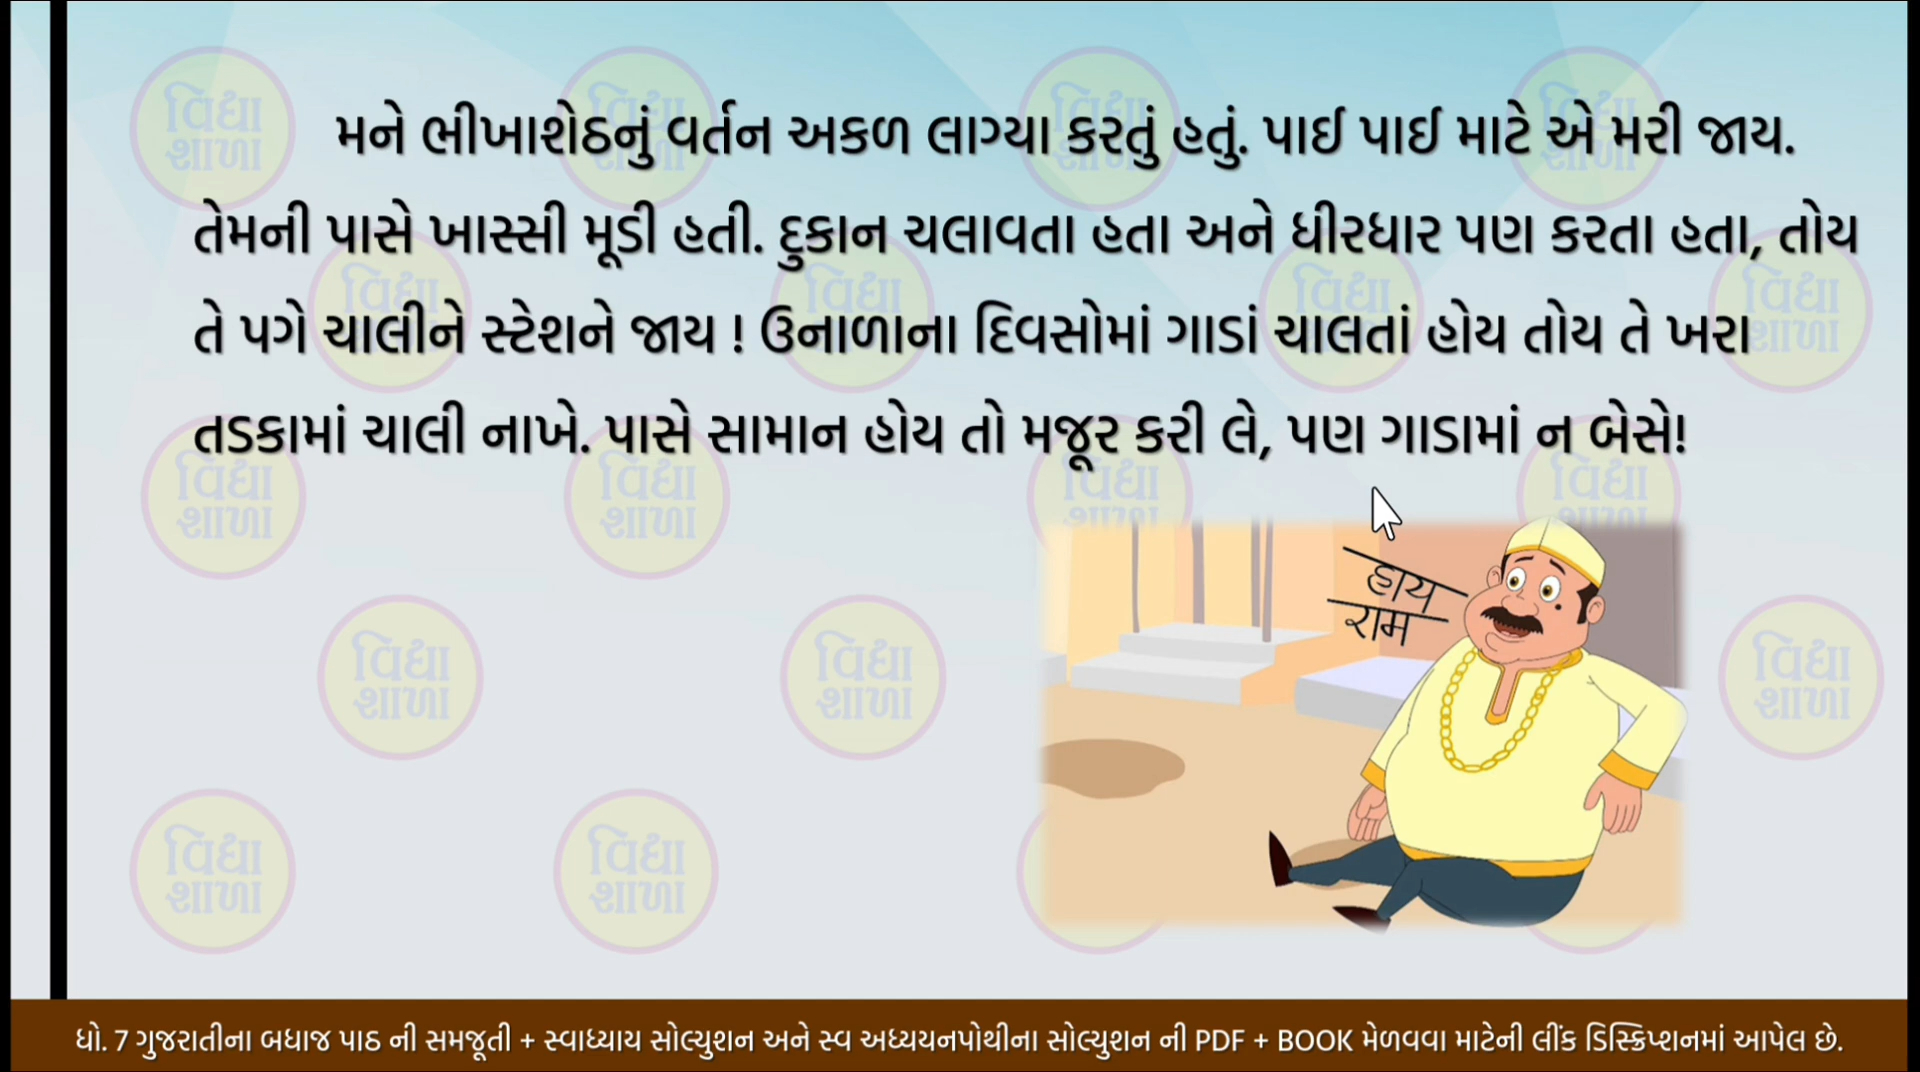 મને ભીખાશેઠનું વર્તન અકળ લાગ્યા કરતું હતું. પાઈ પાઈ માટે એ મરી જાય.
તેમની પાસે ખાસ્સી મૂડી હતી. દુકાન ચલાવતા હતા અને ધીરધાર પણ કરતા હતા, તોય
તે પગે ચાલીને સ્ટેશને જાય ! ઉનાળાના દિવસોમાં ગાડાં ચાલતાં હોય તોય તે ખરા
તડકામાં ચાલી નાખે. પાસે સામાન હોય તો મજૂર કરી લે, પણ ગાડામાં ન બેસે!
हाय
राम
વિદ્યા
શાળા
ધો. 7 ગુજરાતીના બધાજ પાઠ ની સમજૂતી + સ્વાધ્યાય સોલ્યુશન અને સ્વ અધ્યયનપોથીના સોલ્યુશન ની PDF + BOOK મેળવવા માટેની લીંક ડિસ્ક્રિપ્શનમાં આપેલ છે.